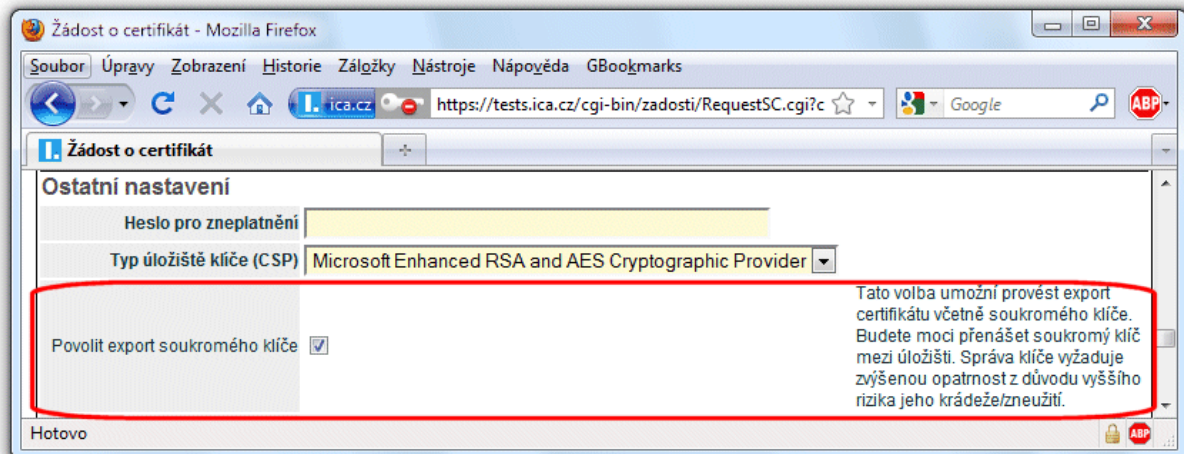 Žádost o certifikát - Mozilla Firefox
Soubor Úpravy Zobrazení Historie Záložky Nástroje Nápověda GBookmarks
I. ica.cz https://tests.ica.cz/cgi-bin/zadosti/RequestSC.cgi?c Google ABP
I. Žádost o certifikát
Ostatní nastavení
Heslo pro zneplatnění
Typ úložiště klíče (CSP) Microsoft Enhanced RSA and AES Cryptographic Provider
Povolit export soukromého klíče
Tato volba umožní provést export
certifikátu včetně soukromého klíče.
Budete moci přenášet soukromý klíč
mezi úložišti. Správa klíče vyžaduje
zvýšenou opatrnost z důvodu vyššího
rizika jeho krádeže/zneužití.
Hotovo ABP